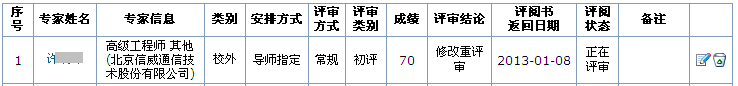 序号 专家姓名 专家信息 类别 安排方式 评审方式 评审类别 成绩 评审结论 评阅书返回日期 评阅状态 备注
1 许 高级工程师 其他(北京信威通信技术股份有限公司) 校外 导师指定 常规 初评 70 修改重评审 2013-01-08 正在评审